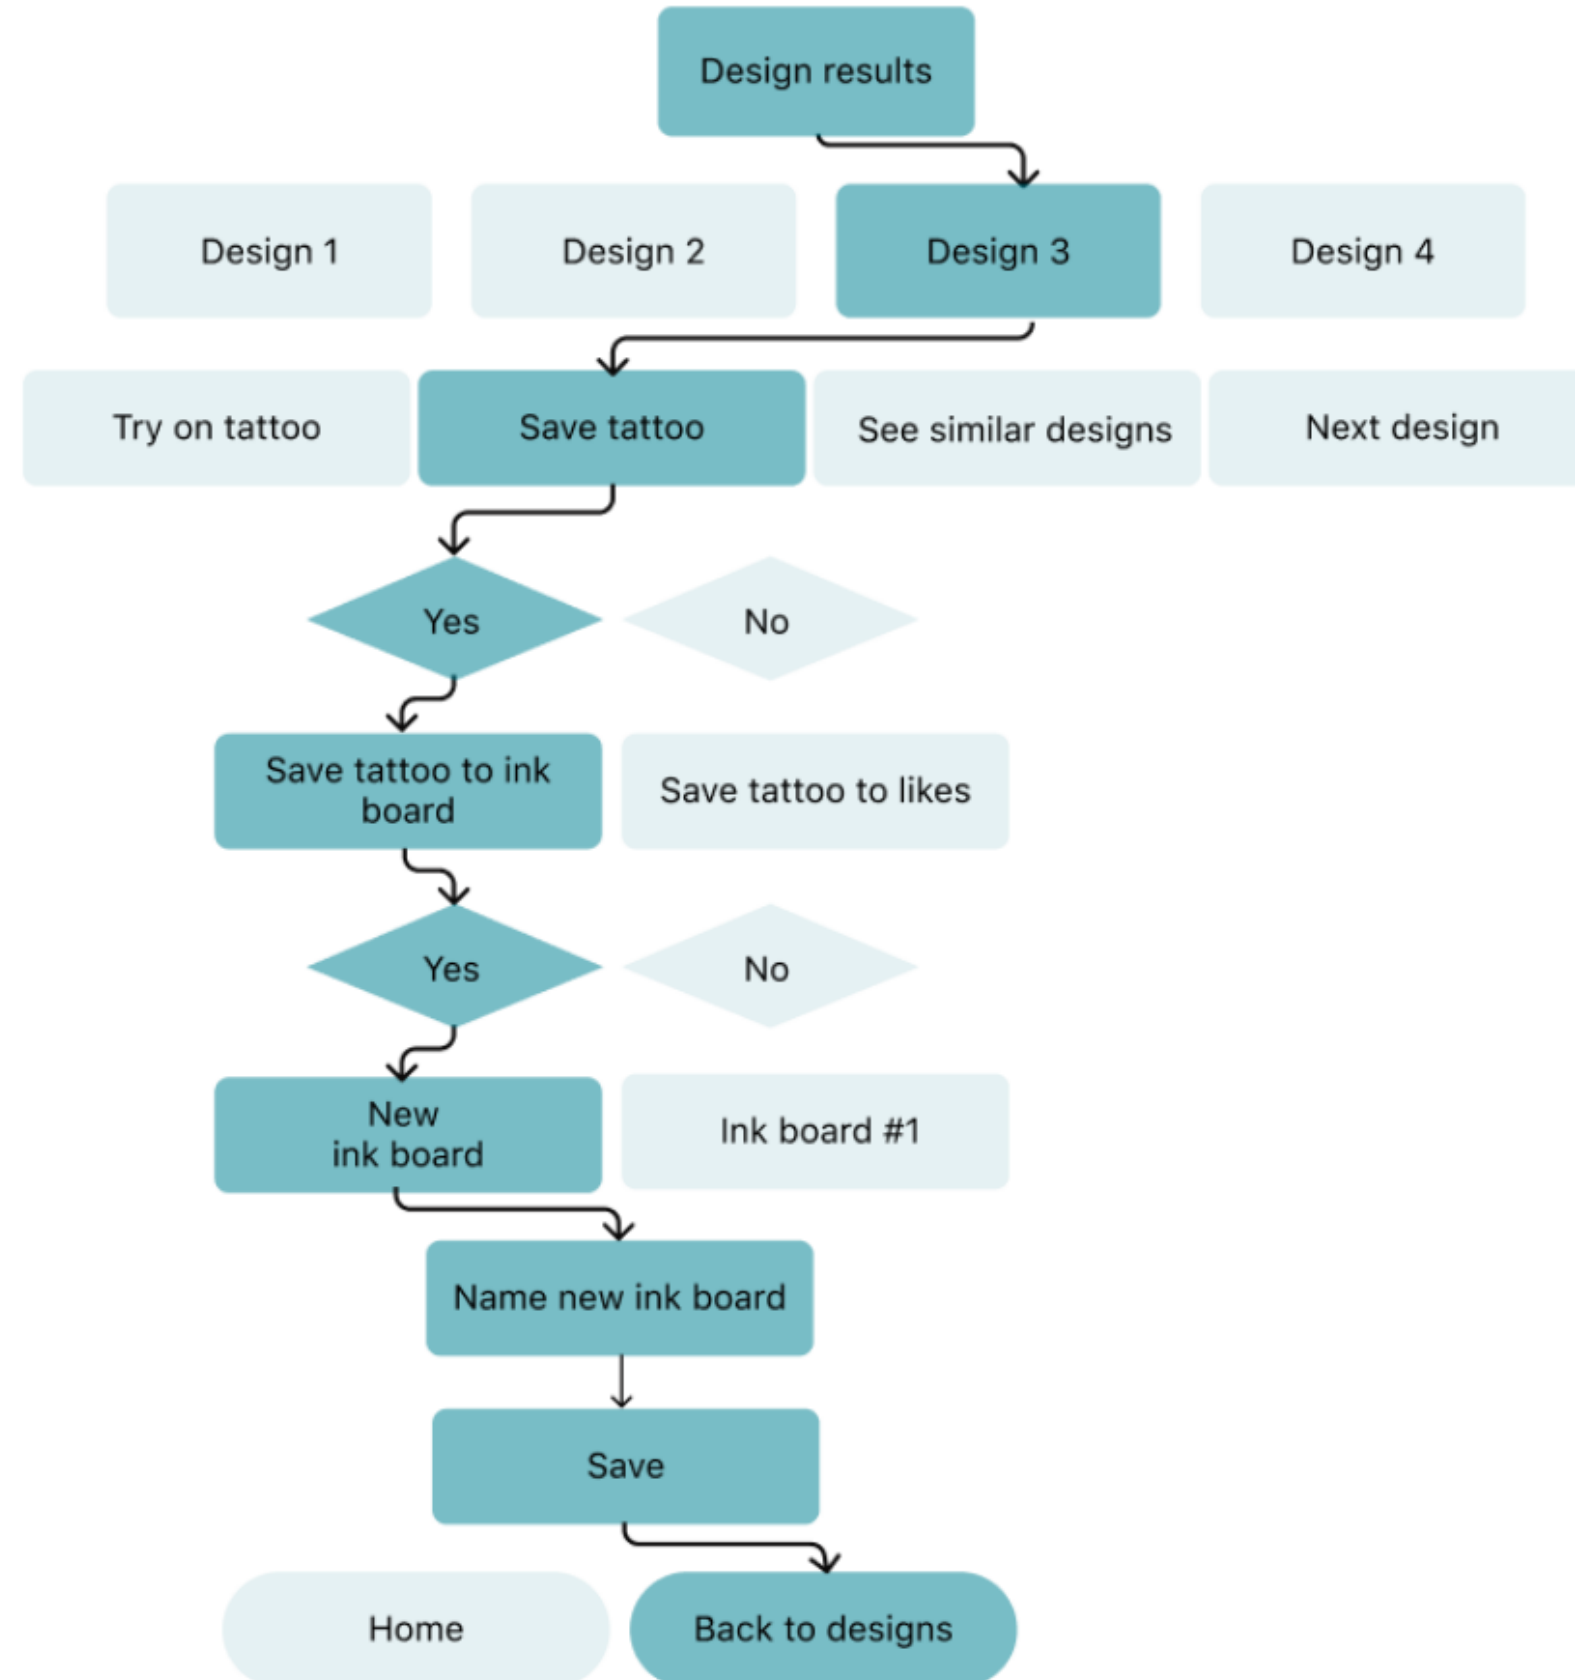 Design results
Design 1
Design 2
Design 3
Design 4
Try on tattoo
Save tattoo
See similar designs
Next design
Yes
No
Save tattoo to ink
board
Save tattoo to likes
Yes
No
New
ink board
Ink board #1
Name new ink board
Save
Home
Back to designs